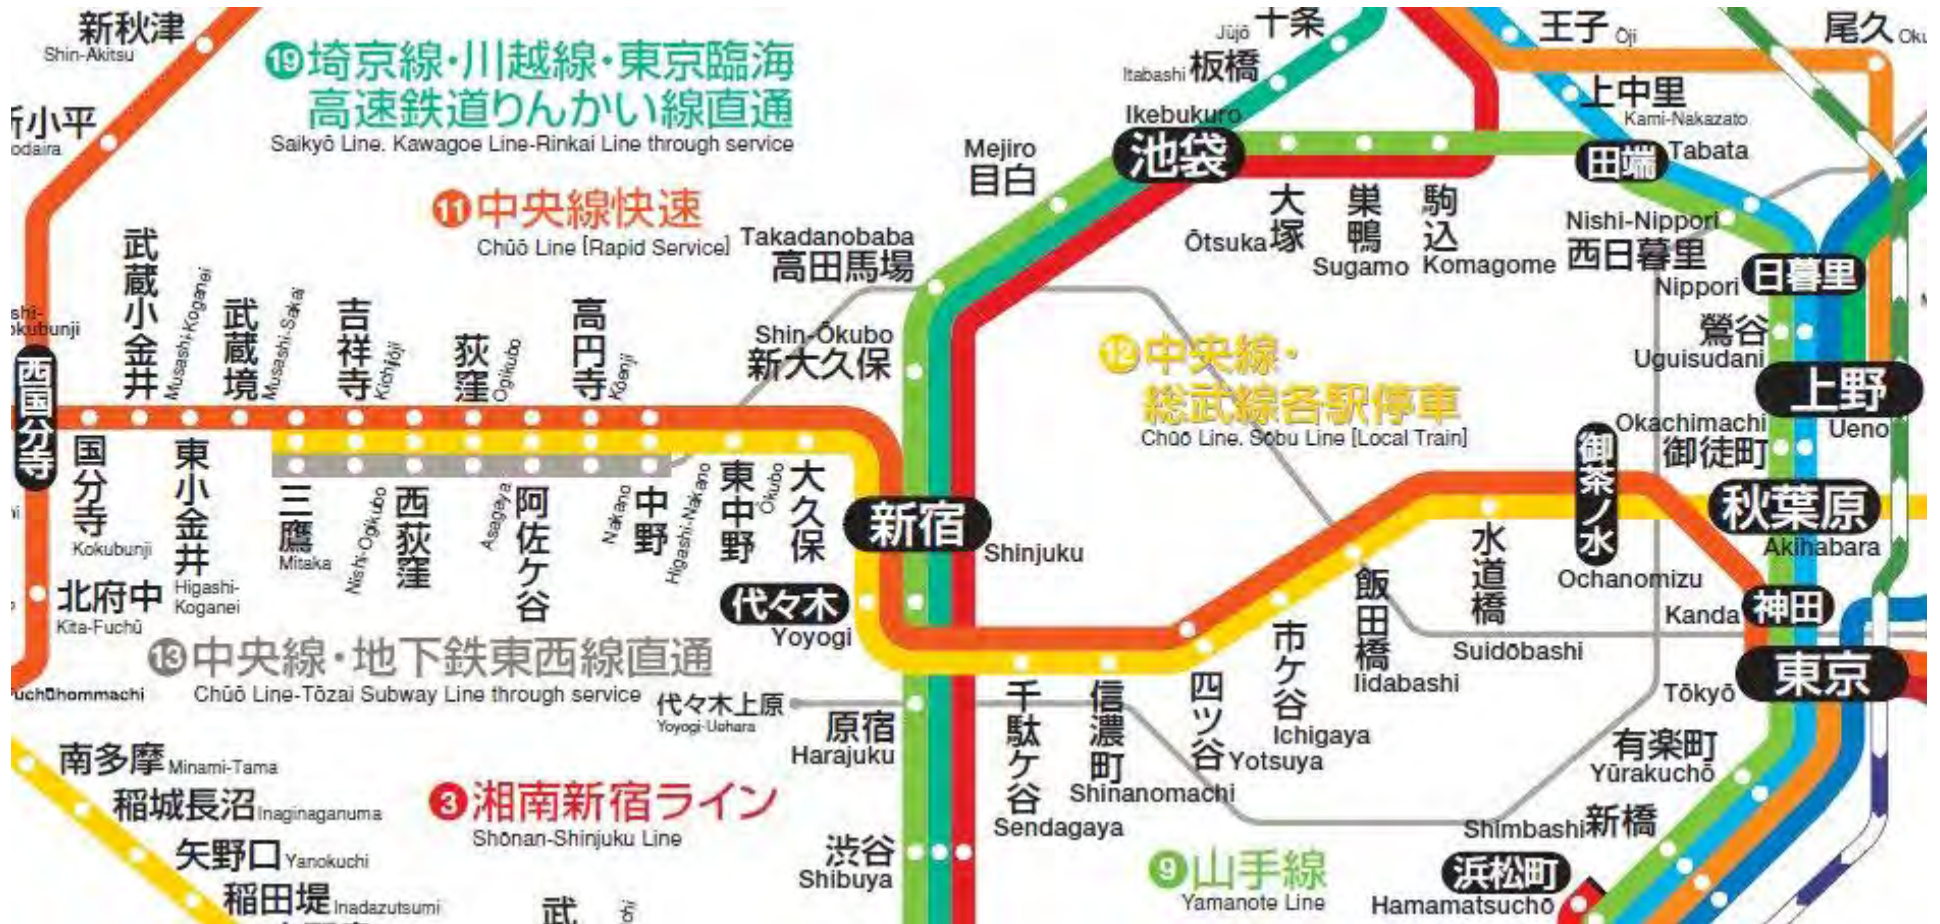 新秋津
Shin-Akitsu
新小平
odaira
⑲埼京線・川越線・東京臨海
高速鉄道りんかい線直通
Saikyō Line. Kawagoe Line-Rinkai Line through service
⑪中央線快速
Chūō Line [Rapid Service]
十条
Jūjō
板橋
Itabashi
Ikebukuro
池袋
Mejiro
目白
Takadanobaba
高田馬場
Shin-Ōkubo
新大久保
王子
Ōji
尾久
Oku
上中里
Kami-Nakazato
田端
Tabata
大塚
Ōtsuka
巣鴨
Sugamo
駒込
Komagome
Nishi-Nippori
西日暮里
Nippori
日暮里
鶯谷
Uguisudani
上野
Ueno
Okachimachi
御徒町
秋葉原
Akihabara
⑫中央線・
総武線各駅停車
Chūō Line. Sōbu Line [Local Train]
shi-
okubunji
西国分寺
国分寺
Kokubunji
武蔵小金井
Musashi-Koganei
東小金井
Higashi-
Koganei
武蔵境
Musashi-Sakai
三鷹
Mitaka
吉祥寺
Kichijōji
Nishi-Ogikubo
西荻窪
荻窪
Ogikubo
Asagaya
阿佐ケ谷
高円寺
Kōenji
Nakano
中野
Higashi-Nakano
東中野
Ōkubo
大久保
新宿
Shinjuku
代々木
Yoyogi
北府中
Kita-Fuchū
⑬中央線・地下鉄東西線直通
Chūō Line-Tōzai Subway Line through service
uchūhommachi
代々木上原
Yoyogi-Uehara
原宿
Harajuku
千駄ケ谷
Sendagaya
信濃町
Shinanomachi
四ツ谷
Yotsuya
市ケ谷
Ichigaya
飯田橋
Iidabashi
水道橋
Suidōbashi
御茶ノ水
Ochanomizu
Kanda
神田
東京
Tōkyō
有楽町
Yūrakuchō
Shimbashi
新橋
浜松町
Hamamatsuchō
南多摩
Minami-Tama
稲城長沼
Inaginaganuma
矢野口
Yanokuchi
稲田堤
Inadazutsumi
③湘南新宿ライン
Shōnan-Shinjuku Line
渋谷
Shibuya
⑨山手線
Yamanote Line
武
chi